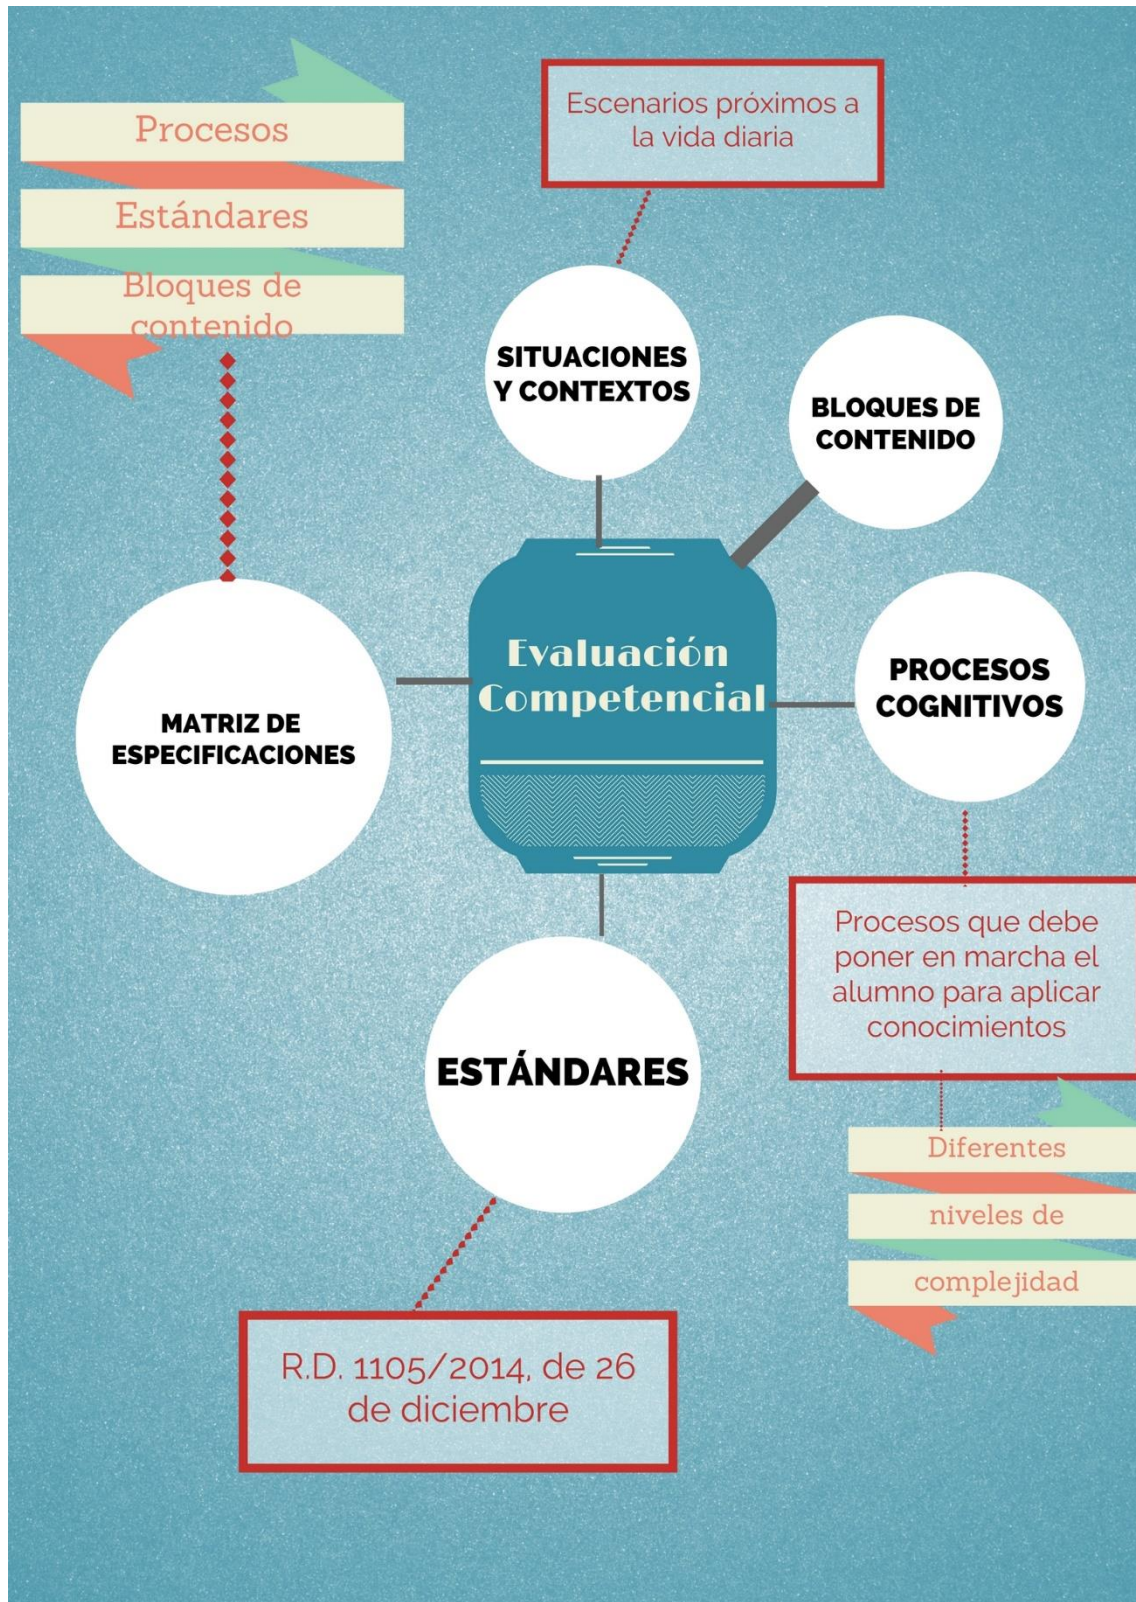 Procesos
Estándares
Bloques de
contenido
Escenarios próximos a
la vida diaria
SITUACIONES
Y CONTEXTOS
BLOQUES DE
CONTENIDO
Evaluación
Competencial
PROCESOS
COGNITIVOS
MATRIZ DE
ESPECIFICACIONES
Procesos que debe
poner en marcha el
alumno para aplicar
conocimientos
ESTÁNDARES
Diferentes
niveles de
complejidad
R.D. 1105/2014, de 26
de diciembre